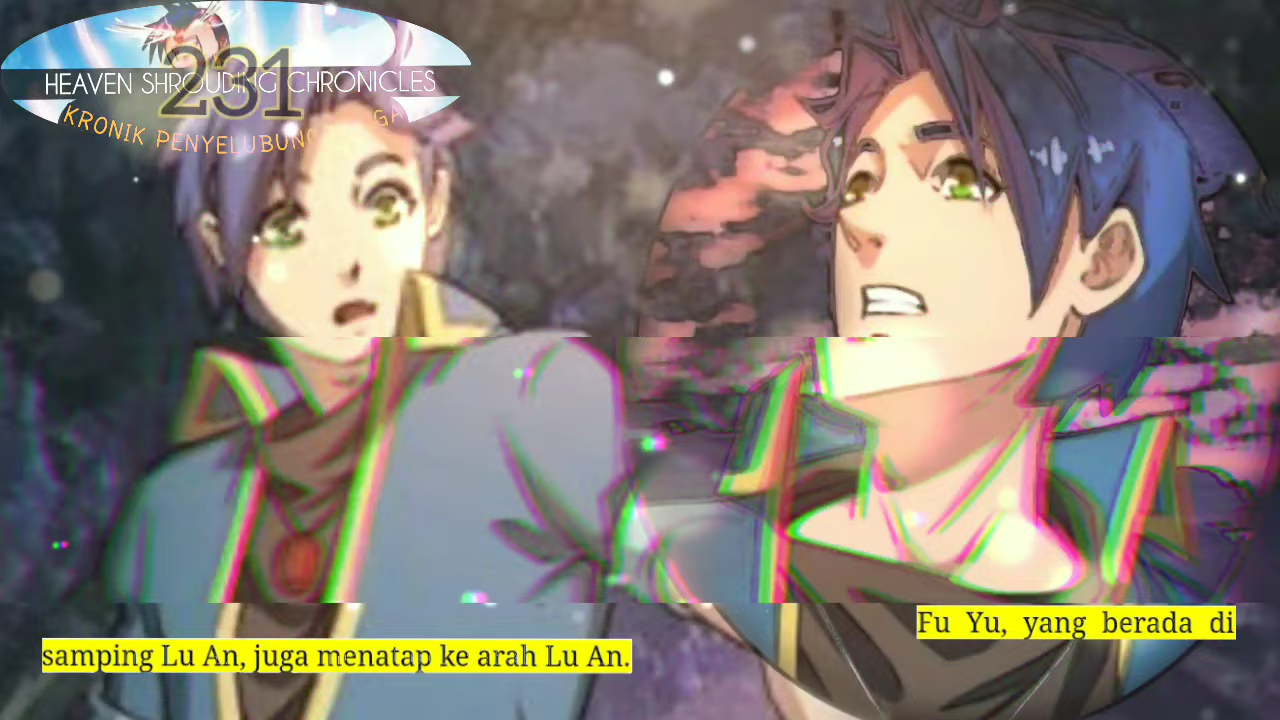 231
HEAVEN SHROUDING CHRONICLES
KRONIK PENYELUBUNG
Fu Yu, yang berada di
samping Lu An, juga menatap ke arah Lu An.